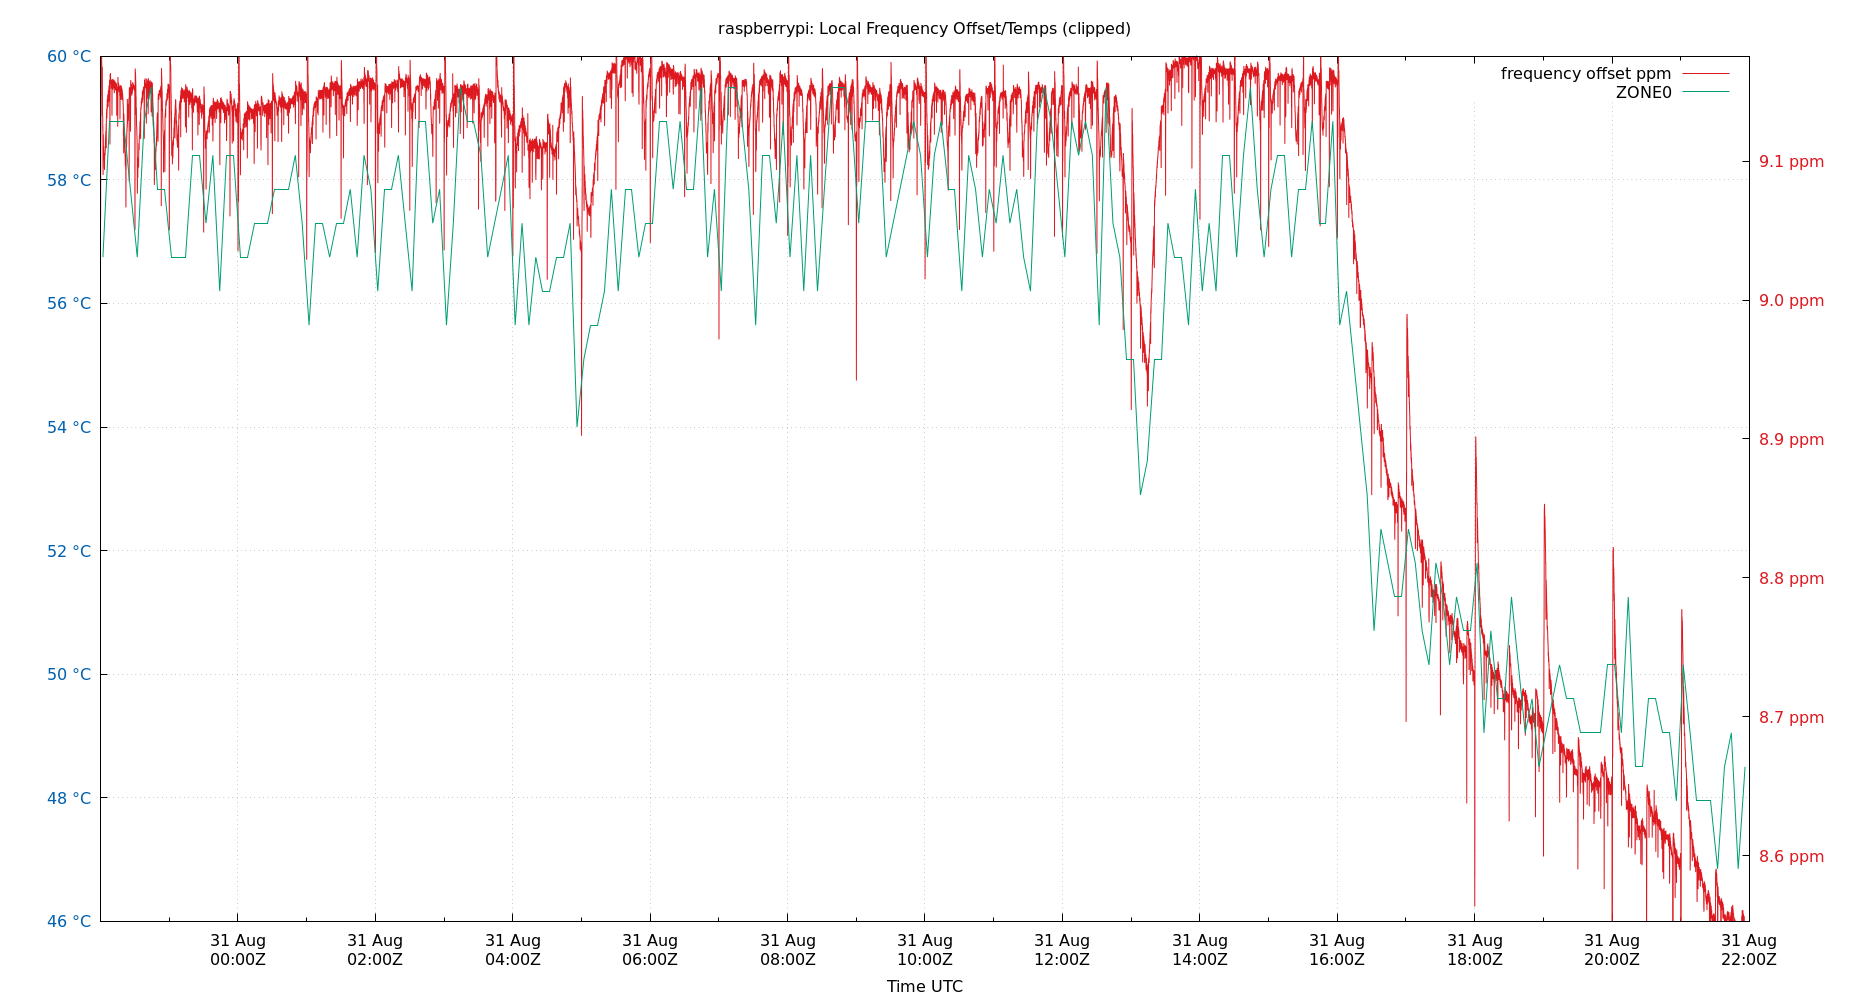 raspberrypi: Local Frequency Offset/Temps (clipped)
frequency offset ppm
ZONE0
60 °C
58 °C
56 °C
54 °C
52 °C
50 °C
48 °C
46 °C
9.1 ppm
9.0 ppm
8.9 ppm
8.8 ppm
8.7 ppm
8.6 ppm
31 Aug
00:00Z
31 Aug
02:00Z
31 Aug
04:00Z
31 Aug
06:00Z
31 Aug
08:00Z
31 Aug
10:00Z
31 Aug
12:00Z
31 Aug
14:00Z
31 Aug
16:00Z
31 Aug
18:00Z
31 Aug
20:00Z
31 Aug
22:00Z
Time UTC